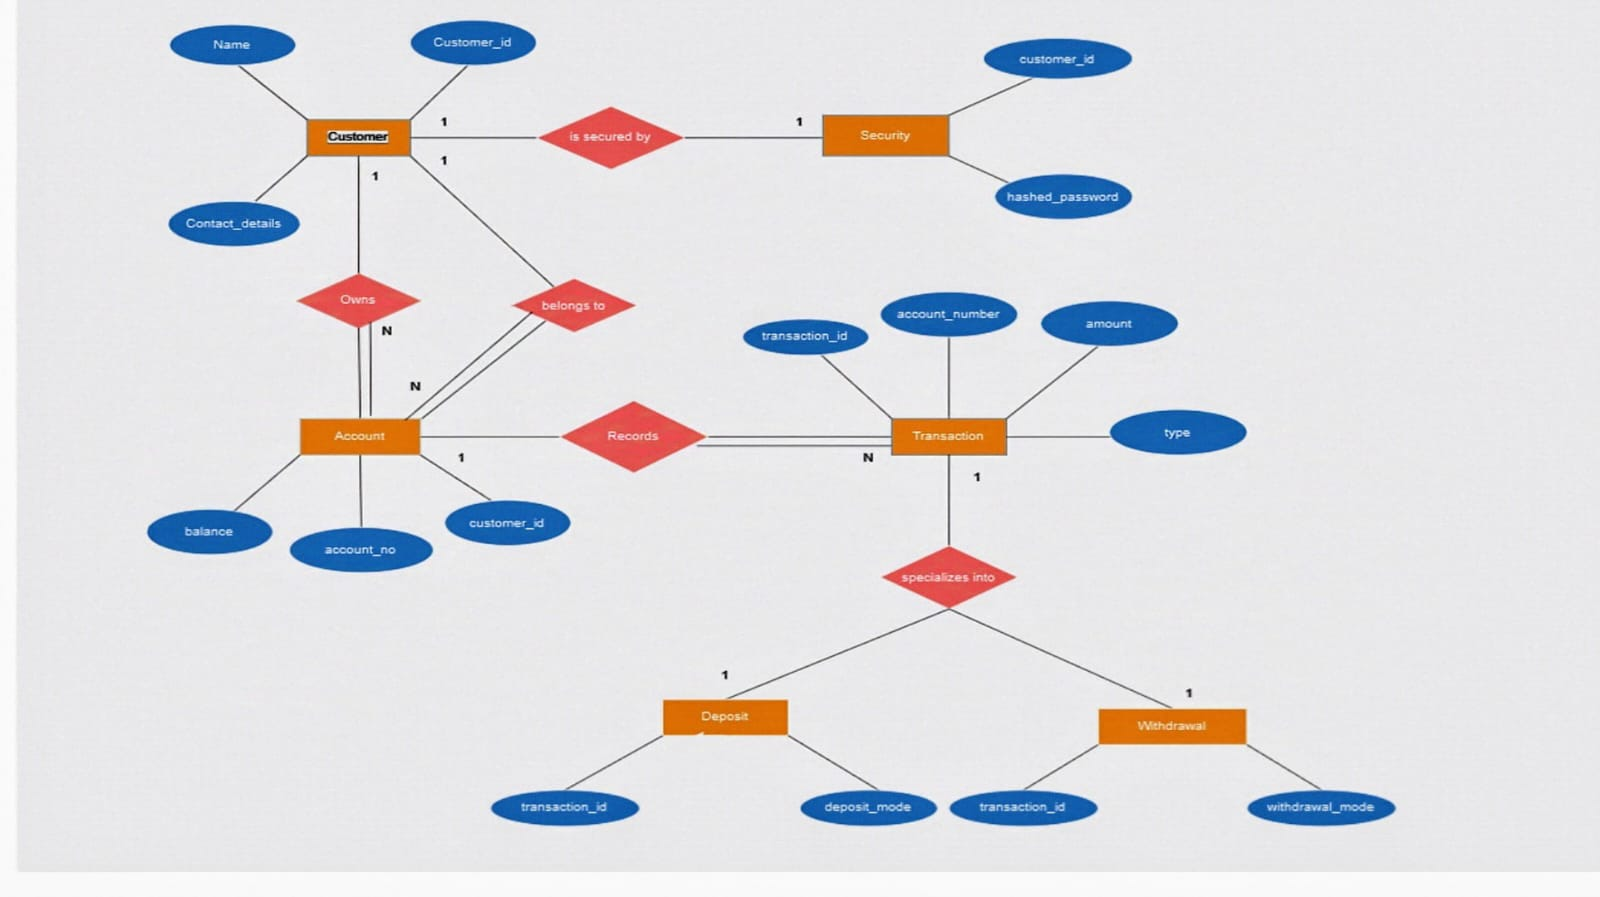 Name
Customer_id
customer_id
Customer
1
is secured by
1
Security
1
1
hashed_password
Contact_details
Owns
belongs to
N
N
transaction_id
account_number
amount
Account
1
Records
N
Transaction
type
1
balance
account_no
customer_id
specializes into
1
1
Deposit
Withdrawal
transaction_id
deposit_mode
transaction_id
withdrawal_mode